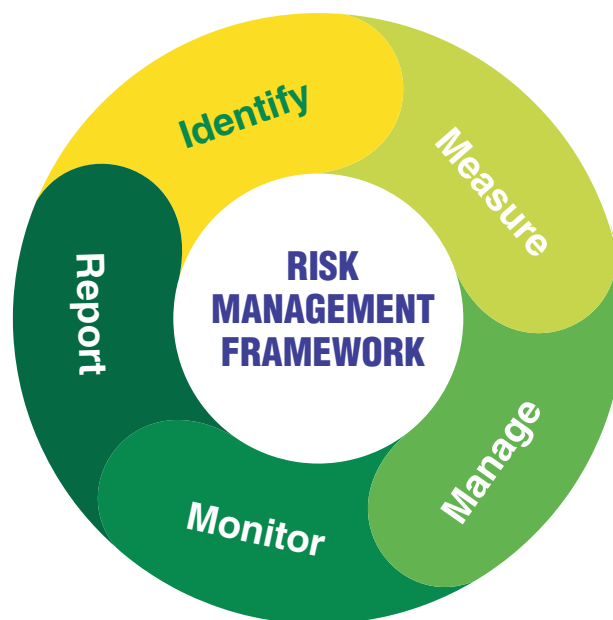 Identify
Measure
Manage
Monitor
Report
RISK
MANAGEMENT
FRAMEWORK